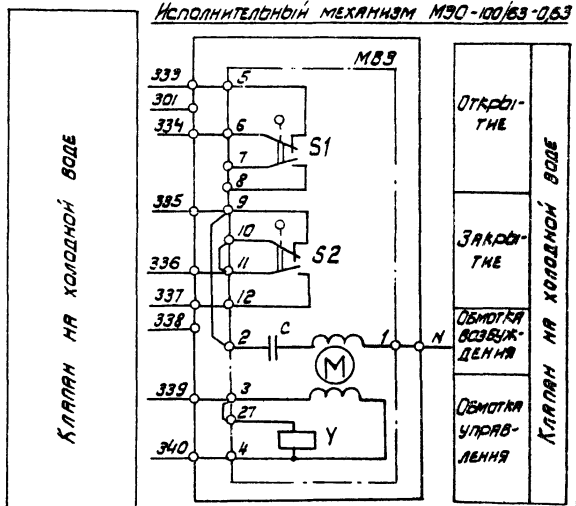 Исполнительный механизм МЭО-100/63-0,63
МВЭ
Клапан на холодной воде
333
301
334
335
336
337
338
339
340
5
6
7
8
9
10
11
12
2
3
27
4
S1
S2
C
1
N
М
Y
Откры-
тие
Закры-
тие
Обмотка
возбуж-
дения
Обмотка
управ-
ления
Клапан на холодной воде